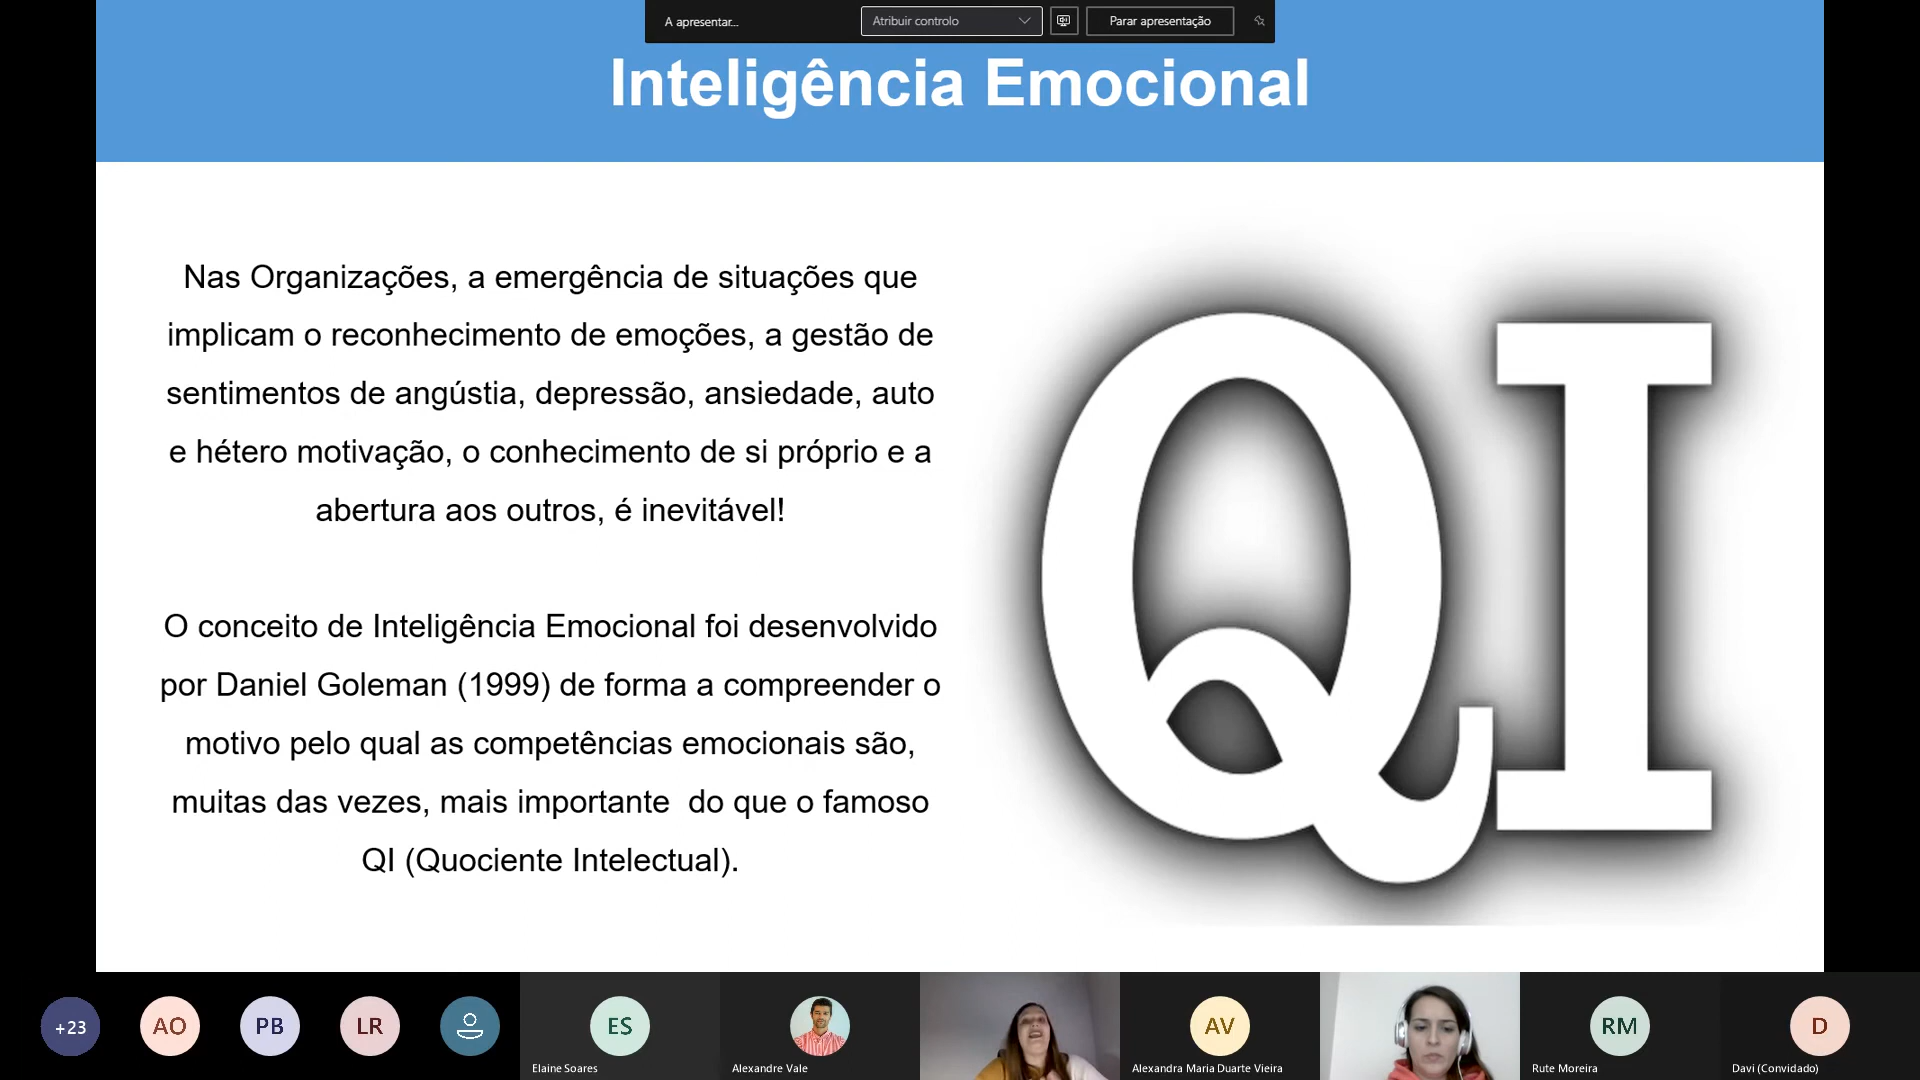 A apresentar...
Atribuir controlo
Parar apresentação
Inteligência Emocional
Nas Organizações, a emergência de situações que
implicam o reconhecimento de emoções, a gestão de
sentimentos de angústia, depressão, ansiedade, auto
e hétero motivação, o conhecimento de si próprio e a
abertura aos outros, é inevitável!
O conceito de Inteligência Emocional foi desenvolvido
por Daniel Goleman (1999) de forma a compreender o
motivo pelo qual as competências emocionais são,
muitas das vezes, mais importante  do que o famoso
QI (Quociente Intelectual).
QI
+23
AO
PB
LR
ES
AV
RM
D
Elaine Soares
Alexandre Vale
Alexandra Maria Duarte Vieira
Rute Moreira
Davi (Convidado)